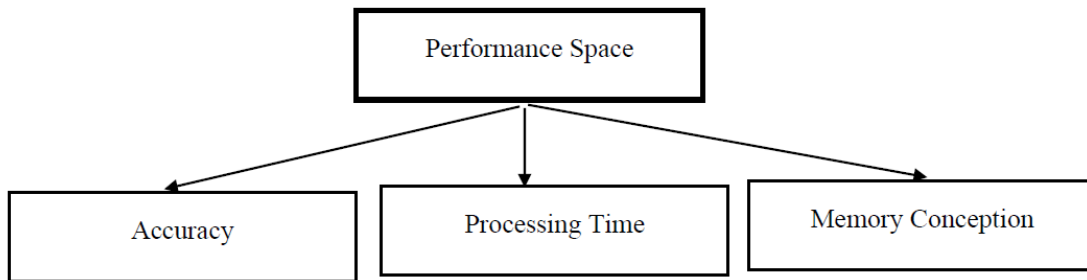 Performance Space
Accuracy
Processing Time
Memory Conception